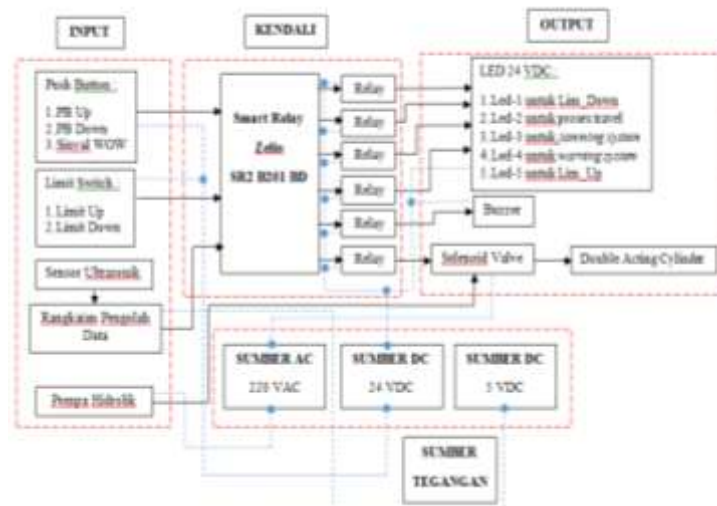 INPUT
KENDALI
OUTPUT
Push Button :
1. PB Up
2. PB Down
3. Sinyal WOW
Limit Switch :
1. Limit Up
2. Limit Down
Sensor Ultrasonik
Rangkaian Pengolah
Data
Pompa Hidrolik
Smart Relay
Zelio
SR2 B201 BD
Relay
Relay
Relay
Relay
Relay
Relay
LED 24 VDC :
1. Led-1 untuk Lim_Down
2. Led-2 untuk proses travel
3. Led-3 untuk system
4. Led-4 untuk warning system
5. Led-5 untuk Lim_Up
Buzzer
Selenoid Valve
Double Acting Cylinder
SUMBER AC
220 VAC
SUMBER DC
24 VDC
SUMBER DC
5 VDC
SUMBER
TEGANGAN